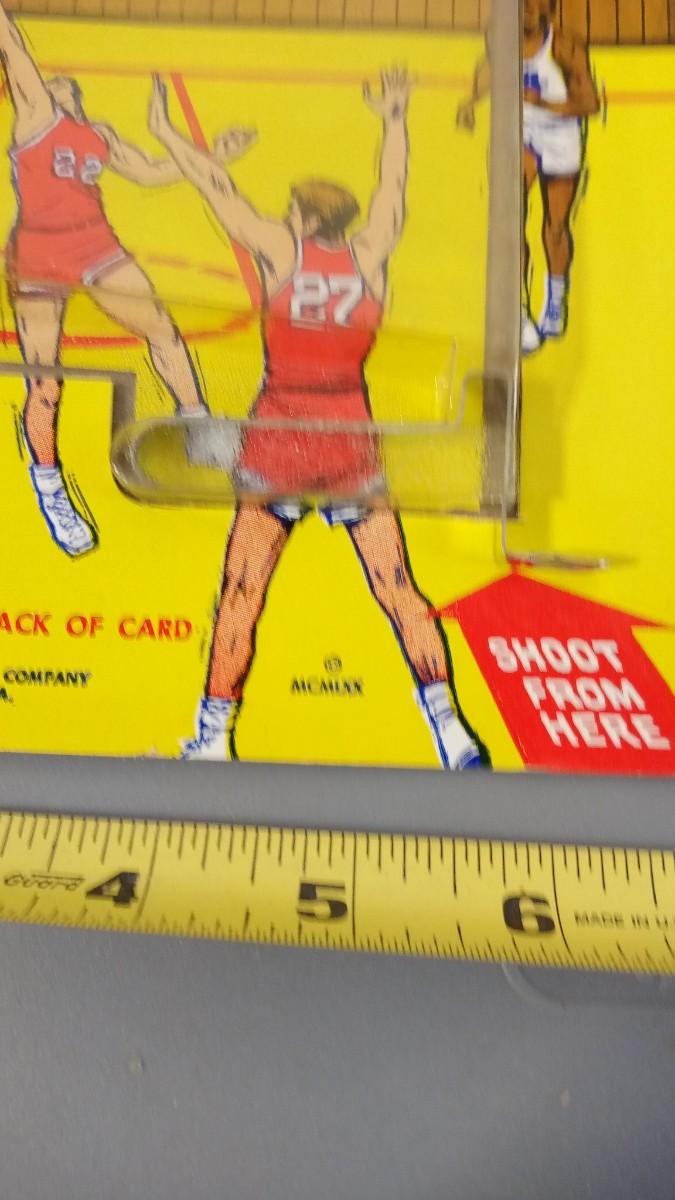 22
27
ACK OF CARD
COMPANY
A.
©
MCMLXX
SHOOT
FROM
HERE
4 5 6
MADE IN U.